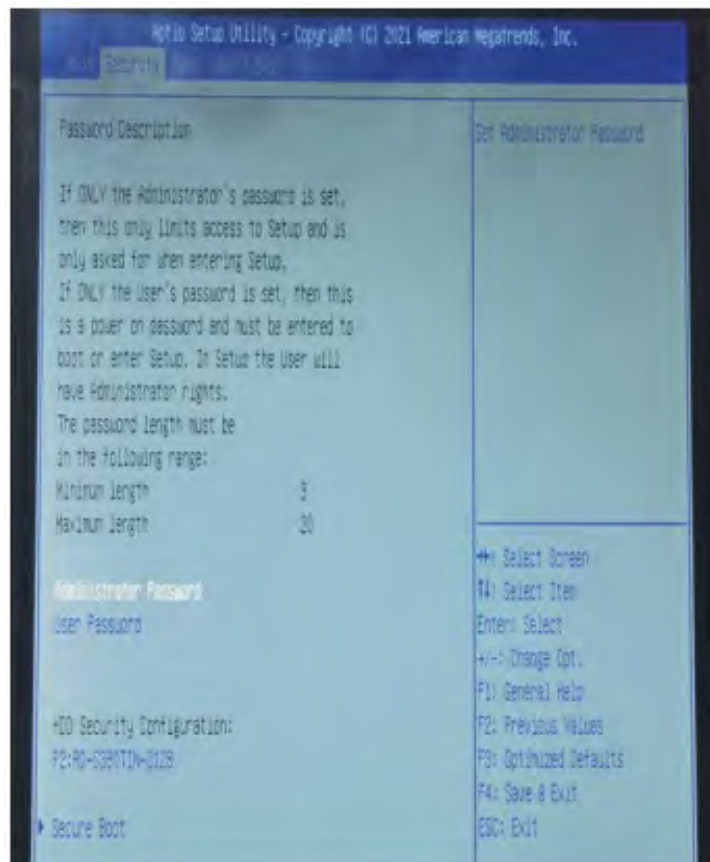 Aptio Setup Utility - Copyright (C) 2021 American Megatrends, Inc.
Security
Password Description
If ONLY the Administrator's password is set,
then this only limits access to Setup and is
only asked for when entering Setup.
If ONLY the User's password is set, then this
is a power on password and must be entered to
boot or enter Setup. In Setup the User will
have Administrator rights.
The password length must be
in the following range:
Minimum length 3
Maximum length 20
Administrator Password
User Password
HDD Security Configuration:
Secure Boot
Set Administrator Password
Select Screen
↑↓: Select Item
Enter: Select
+/-: Change Opt.
F1: General Help
F2: Previous Values
F3: Optimized Defaults
F4: Save & Exit
ESC: Exit